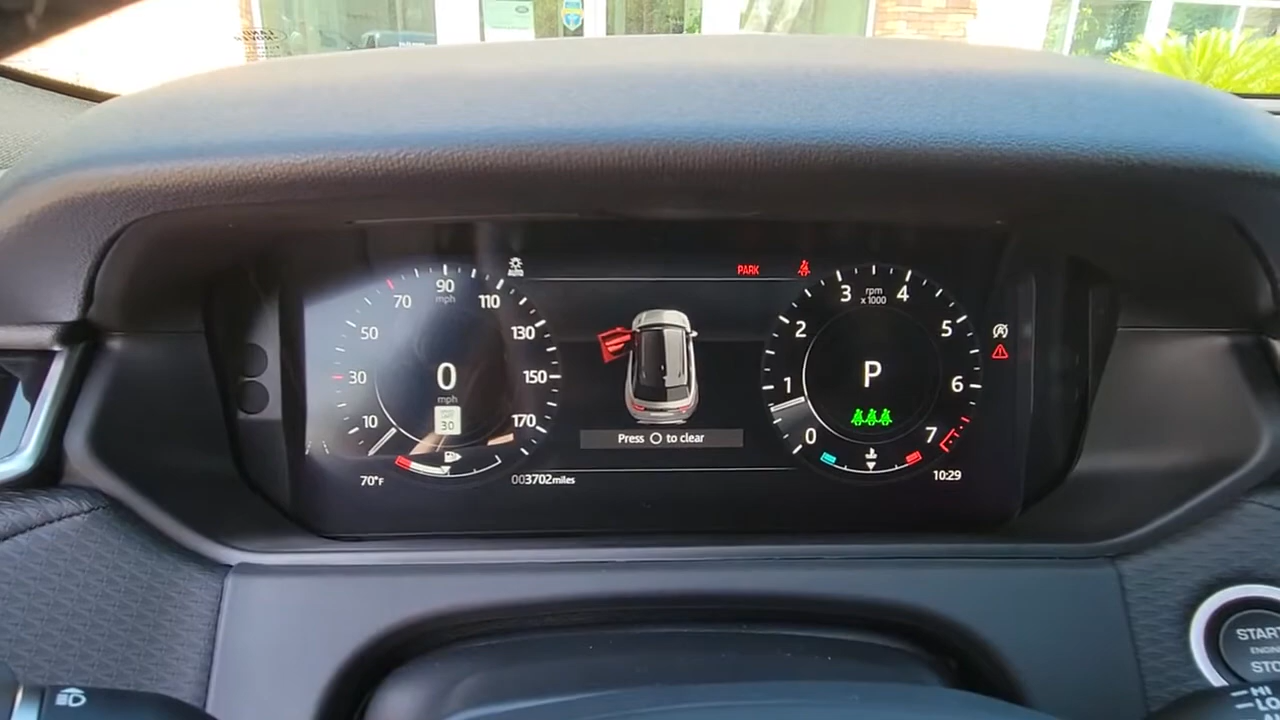 AUTO
PARK
10
30
50
70
90
mph
110
130
150
170
0
mph
30
70°F
003702miles
Press O to clear
0
1
2
3
4
5
6
7
rpm
x1000
P
10:29
START
ENGINE
STOP
HI
LO